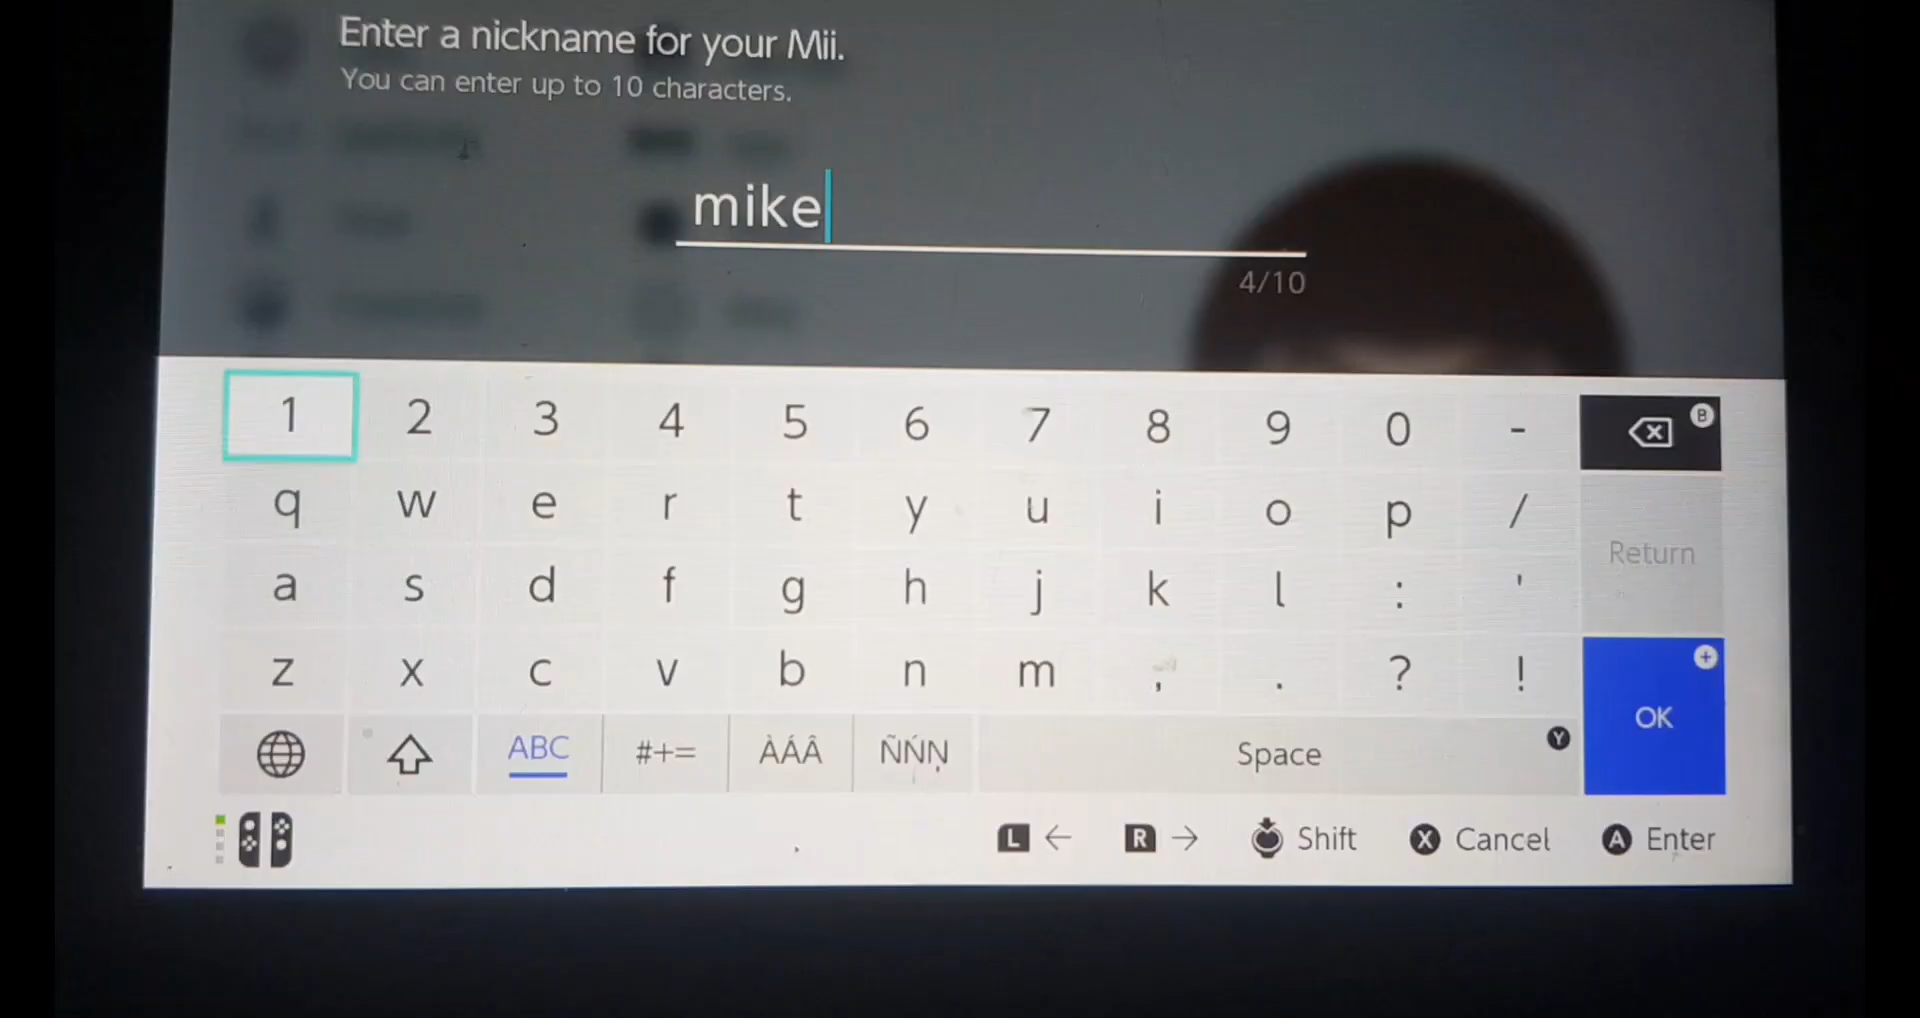 Enter a nickname for your Mii.
You can enter up to 10 characters.
mike
4/10
1 2 3 4 5 6 7 8 9 0 - B
q w e r t y u i o p /
Return
a s d f g h j k l : '
z x c v b n m , . ? ! +
OK
ABC #+= ÀÁÂ ÑŃŅ Space Y
L ← R → Shift X Cancel A Enter